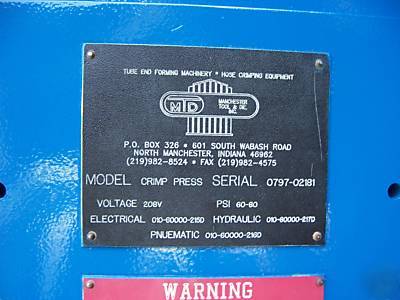 TUBE END FORMING MACHINERY • HOSE CRIMPING EQUIPMENT
MTD
MANCHESTER
TOOL & DIE,
INC.
P.O. BOX 326 • 601 SOUTH WABASH ROAD
NORTH MANCHESTER, INDIANA 46962
(219)982-8524 • FAX (219)982-4575
MODEL CRIMP PRESS SERIAL 0797-02181
VOLTAGE 208V PSI 60-80
ELECTRICAL 010-60000-215D HYDRAULIC 010-60000-217D
PNUEMATIC 010-60000-216D
WARNING